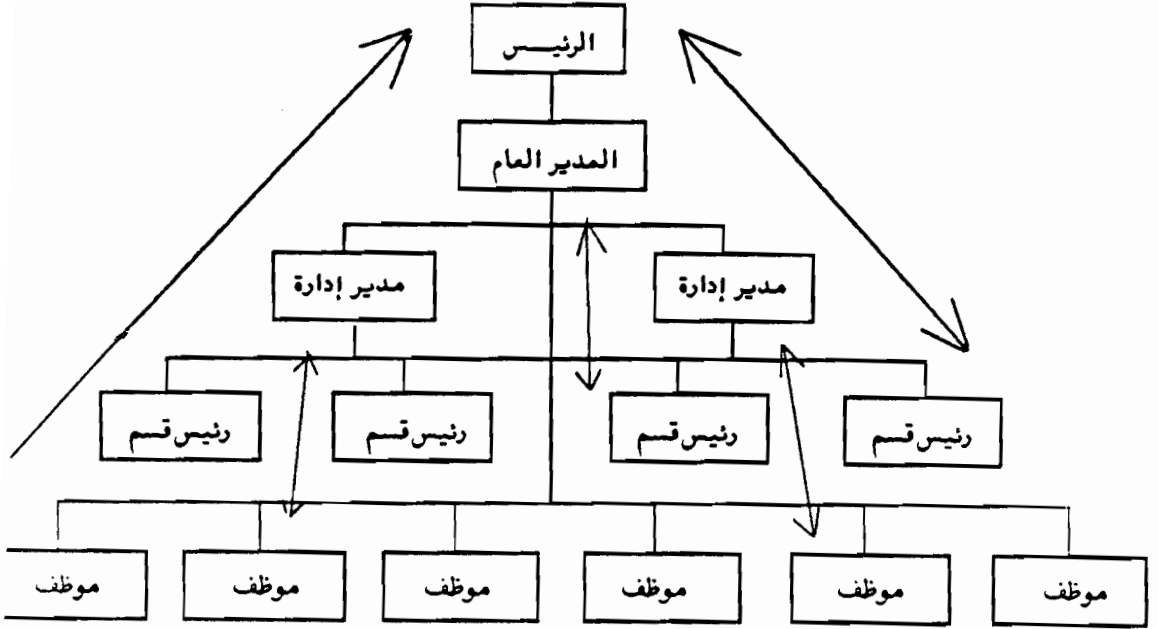 الرئيس
المدير العام
مدير إدارة
مدير إدارة
رئيس قسم
رئيس قسم
رئيس قسم
رئيس قسم
موظف
موظف
موظف
موظف
موظف
موظف